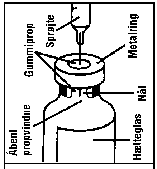 Gummiprop
Sprøjte
Metalring
Åbent
propvindue
Nål
Hætteglas